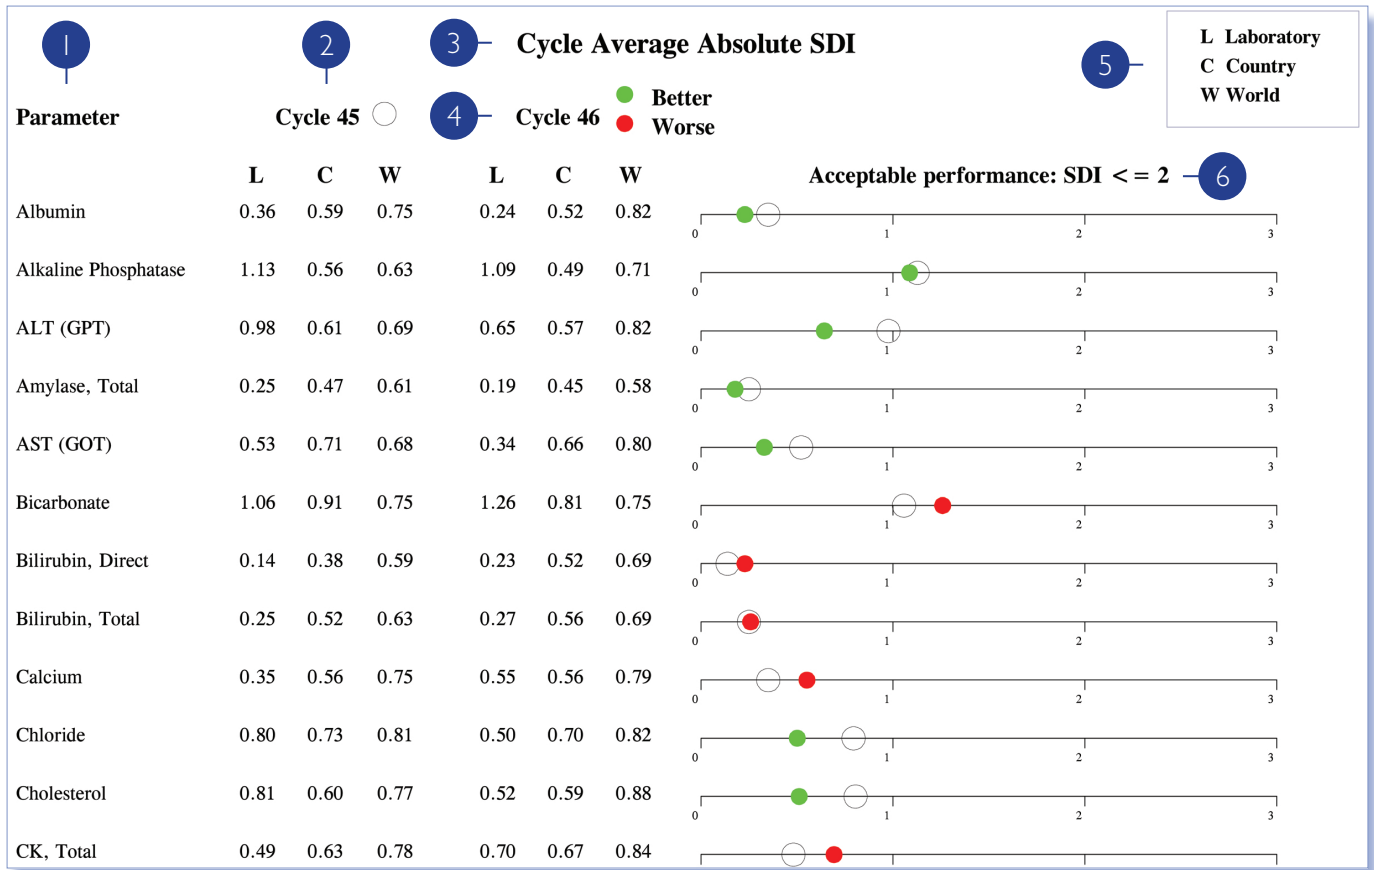 1
2
3 Cycle Average Absolute SDI
5
L Laboratory
C Country
W World
Parameter
Cycle 45
4 Cycle 46
Better
Worse
L C W L C W Acceptable performance: SDI <= 2 6
Albumin 0.36 0.59 0.75 0.24 0.52 0.82
0 1 2 3
Alkaline Phosphatase 1.13 0.56 0.63 1.09 0.49 0.71
0 1 2 3
ALT (GPT) 0.98 0.61 0.69 0.65 0.57 0.82
0 1 2 3
Amylase, Total 0.25 0.47 0.61 0.19 0.45 0.58
0 1 2 3
AST (GOT) 0.53 0.71 0.68 0.34 0.66 0.80
0 1 2 3
Bicarbonate 1.06 0.91 0.75 1.26 0.81 0.75
0 1 2 3
Bilirubin, Direct 0.14 0.38 0.59 0.23 0.52 0.69
0 1 2 3
Bilirubin, Total 0.25 0.52 0.63 0.27 0.56 0.69
0 1 2 3
Calcium 0.35 0.56 0.75 0.55 0.56 0.79
0 1 2 3
Chloride 0.80 0.73 0.81 0.50 0.70 0.82
0 1 2 3
Cholesterol 0.81 0.60 0.77 0.52 0.59 0.88
0 1 2 3
CK, Total 0.49 0.63 0.78 0.70 0.67 0.84